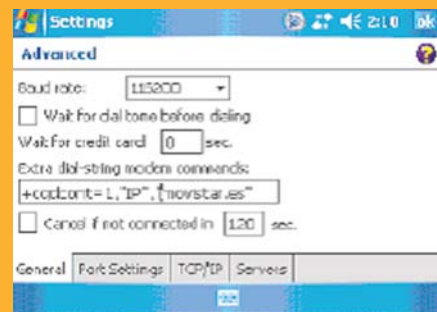 Settings 2:10 ok
Advanced
Baud rate: 115200
Wait for dial tone before dialing
Wait for credit card 0 sec.
Extra dial-string modem commands:
+cgdcont=1,"IP","movistar.es"
Cancel if not connected in 120 sec.
General Port Settings TCP/IP Servers